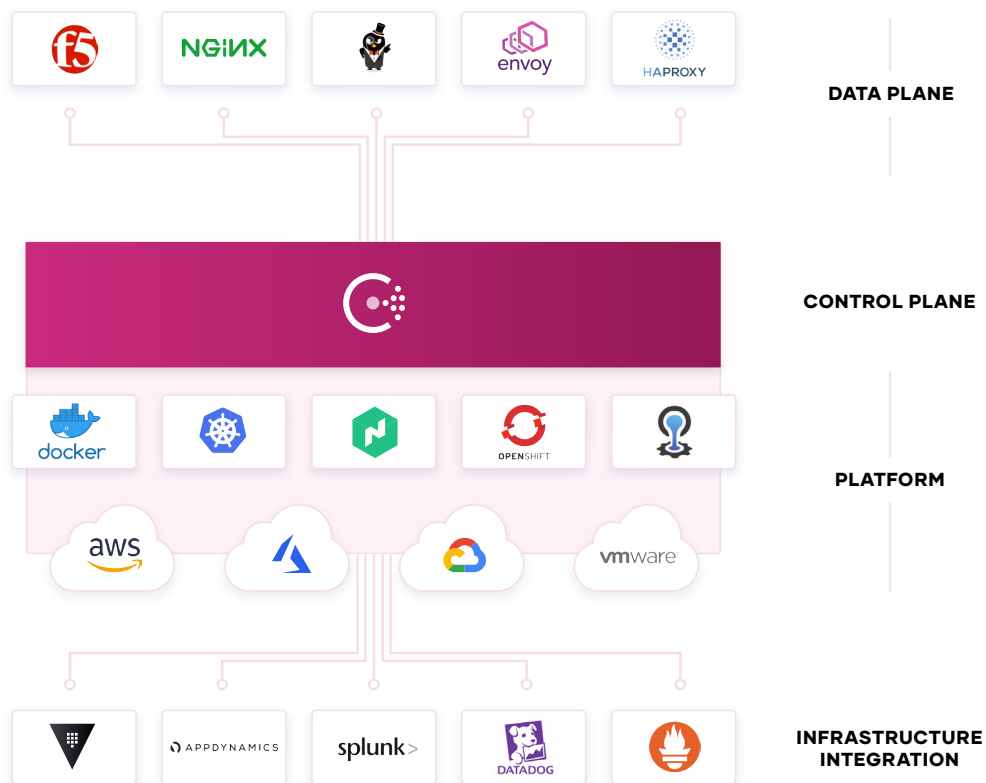 f5
NGINX
envoy
HAPROXY
DATA PLANE
CONTROL PLANE
docker
OPENSHIFT
PLATFORM
aws
vmware
APPDYNAMICS
splunk>
DATADOG
INFRASTRUCTURE
INTEGRATION